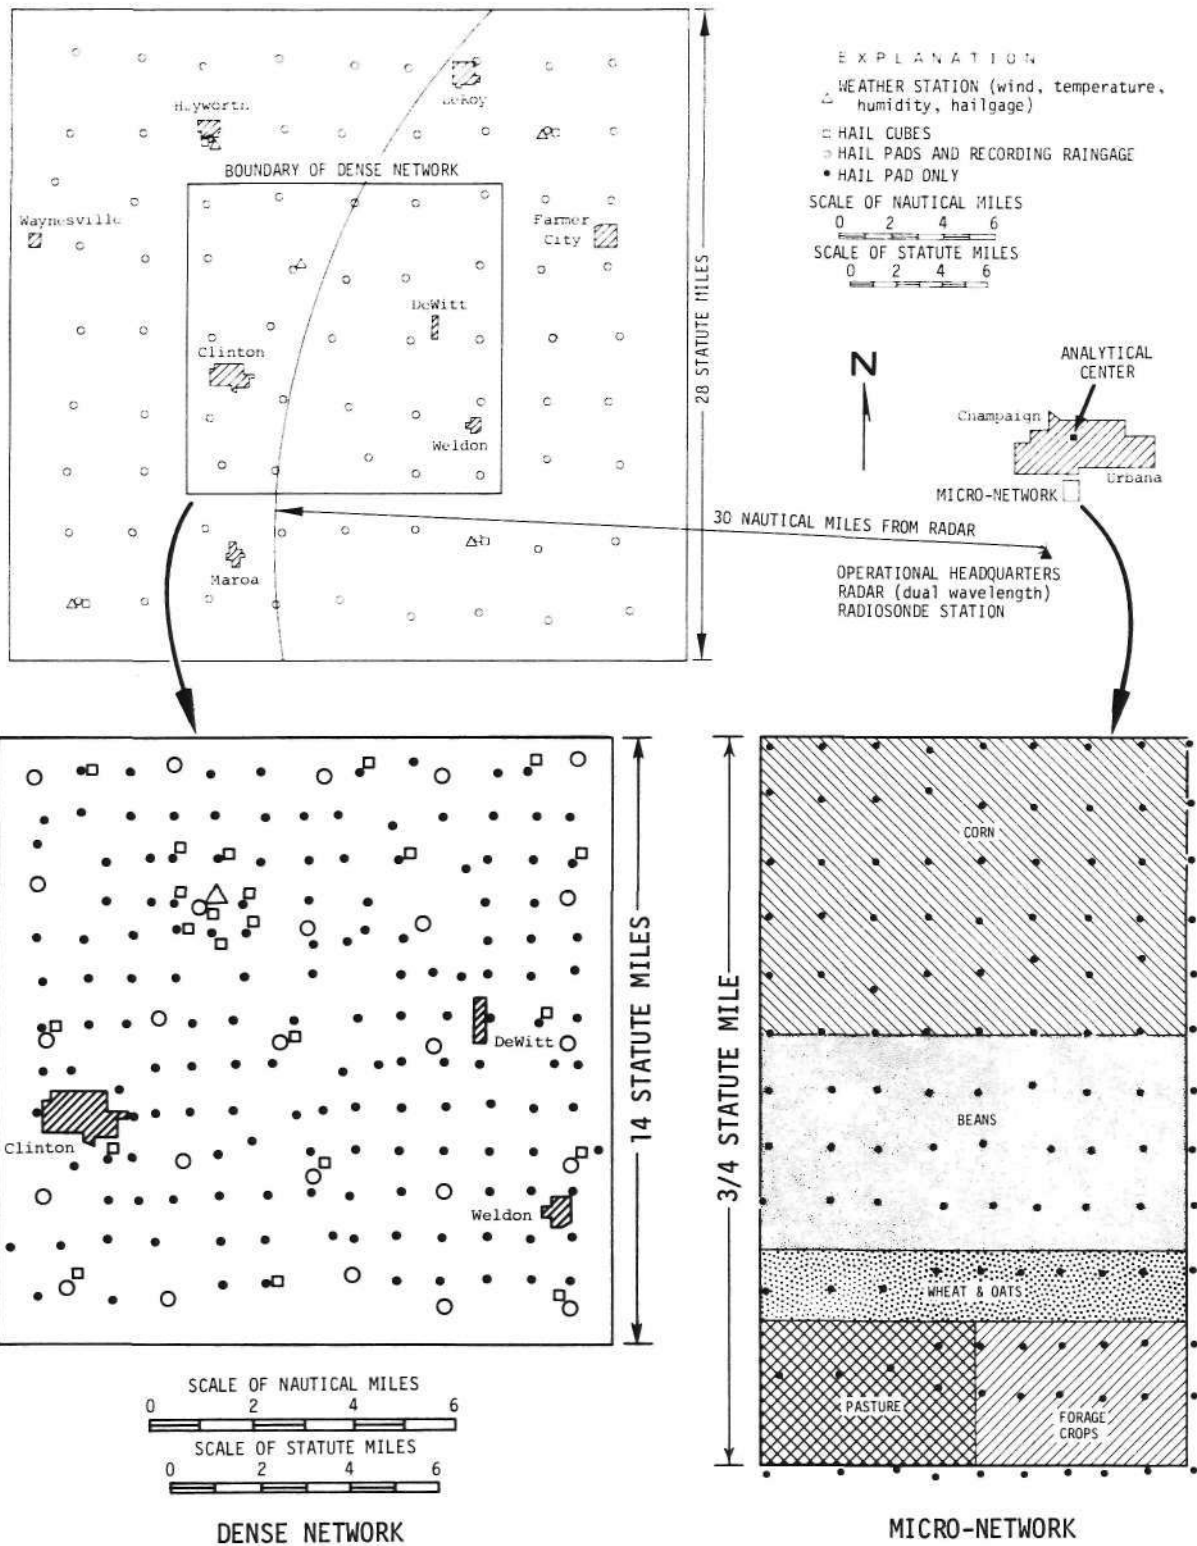 EXPLANATION
WEATHER STATION (wind, temperature,
humidity, hailgage)
HAIL CUBES
HAIL PADS AND RECORDING RAINGAGE
HAIL PAD ONLY
SCALE OF NAUTICAL MILES
0 2 4 6
SCALE OF STATUTE MILES
0 2 4 6
LeRoy
BOUNDARY OF DENSE NETWORK
Waynesville
Farmer
City
DeWitt
Clinton
Weldon
Maroa
28 STATUTE MILES
N
ANALYTICAL
CENTER
Champaign
Urbana
MICRO-NETWORK
30 NAUTICAL MILES FROM RADAR
OPERATIONAL HEADQUARTERS
RADAR (dual wavelength)
RADIOSONDE STATION
DeWitt
Clinton
Weldon
14 STATUTE MILES
SCALE OF NAUTICAL MILES
0 2 4 6
SCALE OF STATUTE MILES
0 2 4 6
DENSE NETWORK
3/4 STATUTE MILE
CORN
BEANS
WHEAT & OATS
PASTURE
FORAGE
CROPS
MICRO-NETWORK